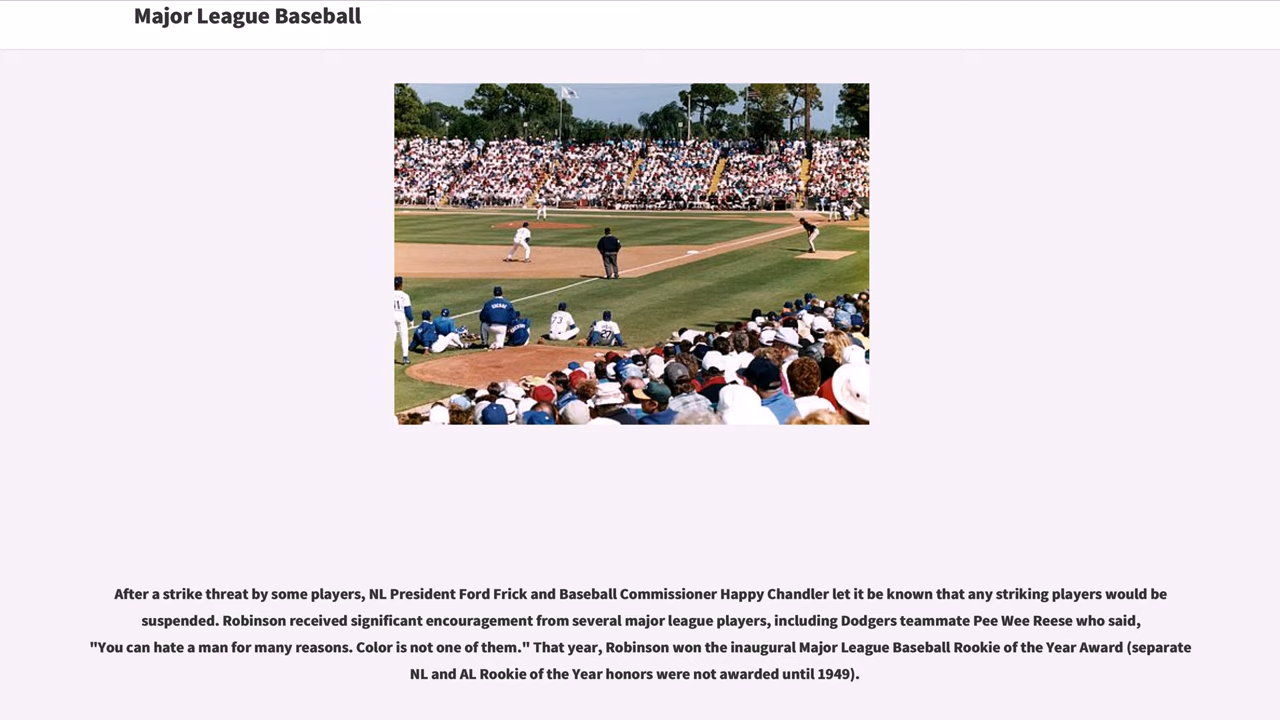 Major League Baseball
After a strike threat by some players, NL President Ford Frick and Baseball Commissioner Happy Chandler let it be known that any striking players would be
suspended. Robinson received significant encouragement from several major league players, including Dodgers teammate Pee Wee Reese who said,
"You can hate a man for many reasons. Color is not one of them." That year, Robinson won the inaugural Major League Baseball Rookie of the Year Award (separate
NL and AL Rookie of the Year honors were not awarded until 1949).